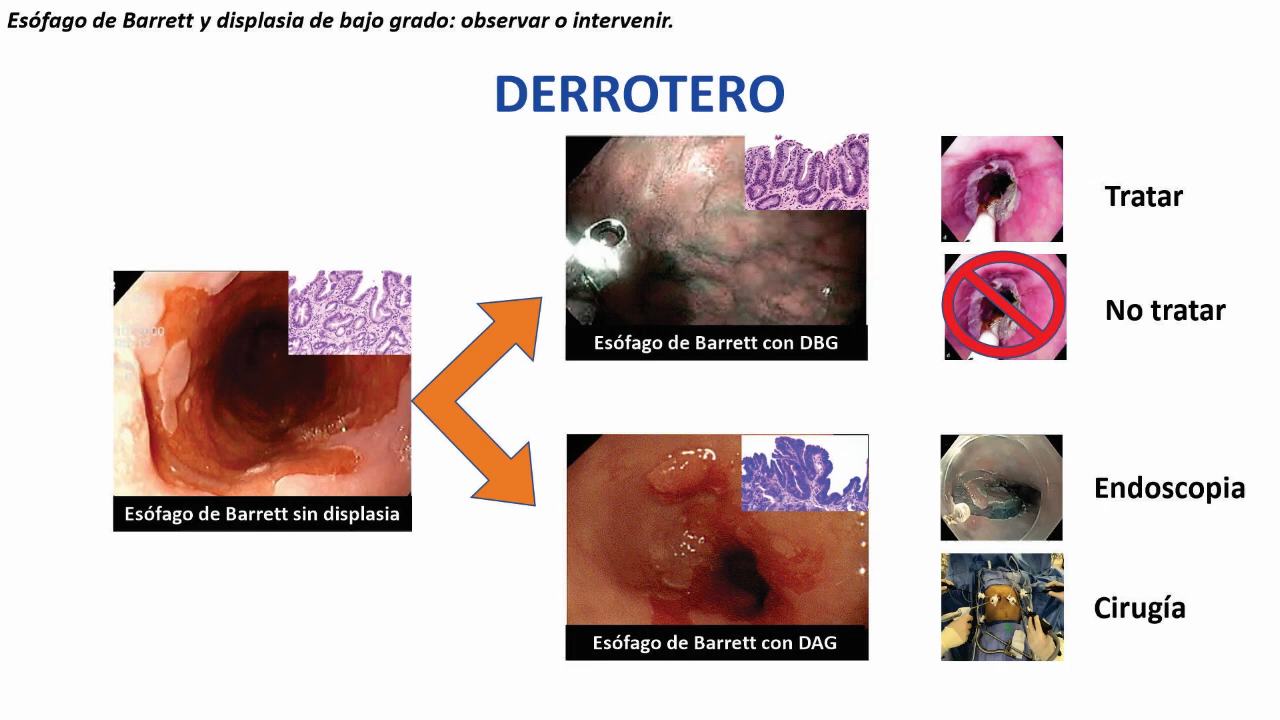 Esófago de Barrett y displasia de bajo grado: observar o intervenir.
DERROTERO
Esófago de Barrett sin displasia
Esófago de Barrett con DBG
Tratar
No tratar
Esófago de Barrett con DAG
Endoscopia
Cirugía